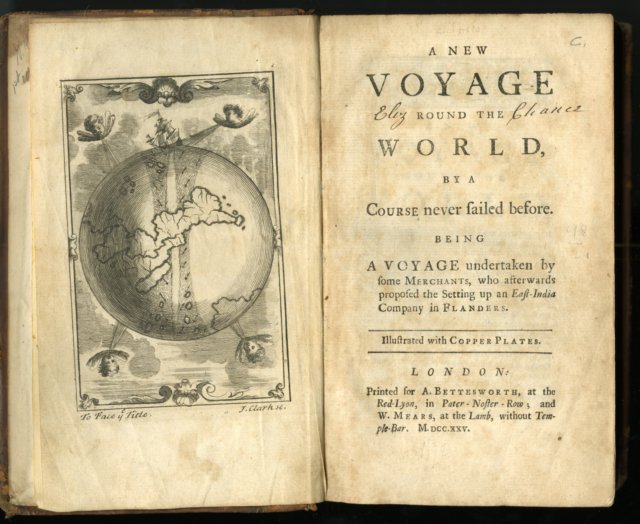 To Face yͤ Title.
J. Clark sc.
C.
A NEW
VOYAGE
Eliz ROUND THE Chance
WORLD,
BY A
COURSE never ſailed before.
BEING
A VOYAGE undertaken by
ſome MERCHANTS, who afterwards
propoſed the Setting up an Eaſt-India
Company in FLANDERS.
Illuſtrated with COPPER PLATES.
LONDON:
Printed for A. BETTESWORTH, at the
Red-Lyon, in Pater-Noſter-Row; and
W. MEARS, at the Lamb, without Tem-
ple-Bar. M.DCC.XXV.